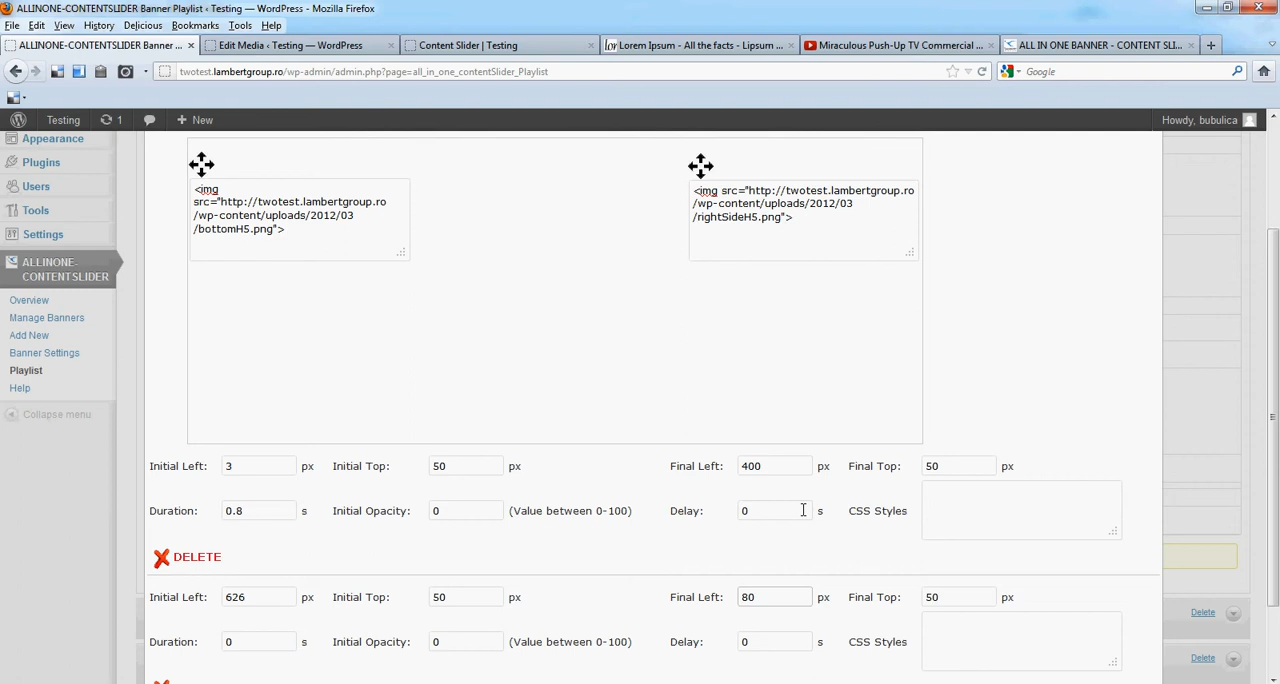 ALLINONE-CONTENTSLIDER Banner Playlist ‹ Testing — WordPress - Mozilla Firefox
File Edit View History Delicious Bookmarks Tools Help
ALLINONE-CONTENTSLIDER Banner ... × Edit Media ‹ Testing — WordPress × Content Slider | Testing × Lorem Ipsum - All the facts - Lipsum ... × Miraculous Push-Up TV Commercial ... × ALL IN ONE BANNER - CONTENT SLI... ×
twotest.lambertgroup.ro/wp-admin/admin.php?page=all_in_one_contentSlider_Playlist
Google
Testing 1 New Howdy, bubulica
Appearance
Plugins
Users
Tools
Settings
ALLINONE-
CONTENTSLIDER
Overview
Manage Banners
Add New
Banner Settings
Playlist
Help
Collapse menu
<img
src="http://twotest.lambertgroup.ro
/wp-content/uploads/2012/03
/bottomH5.png">
<img src="http://twotest.lambertgroup.ro
/wp-content/uploads/2012/03
/rightSideH5.png">
Initial Left: 3 px Initial Top: 50 px Final Left: 400 px Final Top: 50 px
Duration: 0.8 s Initial Opacity: 0 (Value between 0-100) Delay: 0 s CSS Styles
DELETE
Initial Left: 626 px Initial Top: 50 px Final Left: 80 px Final Top: 50 px
Duration: 0 s Initial Opacity: 0 (Value between 0-100) Delay: 0 s CSS Styles
Delete
Delete